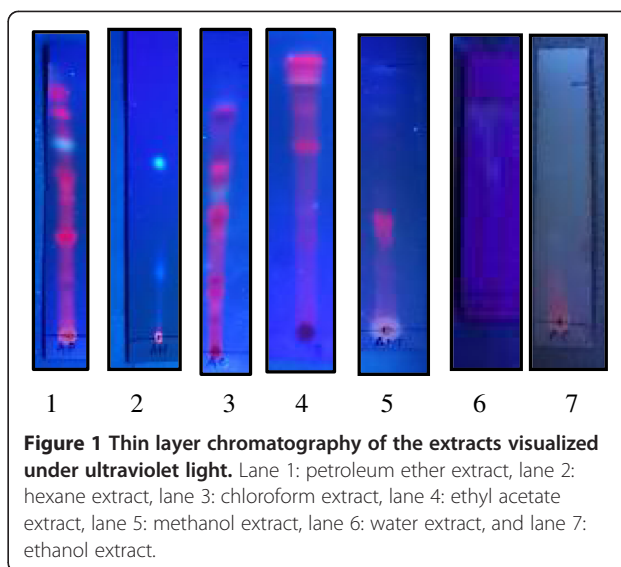 1 2 3 4 5 6 7
Figure 1 Thin layer chromatography of the extracts visualized
under ultraviolet light. Lane 1: petroleum ether extract, lane 2:
hexane extract, lane 3: chloroform extract, lane 4: ethyl acetate
extract, lane 5: methanol extract, lane 6: water extract, and lane 7:
ethanol extract.